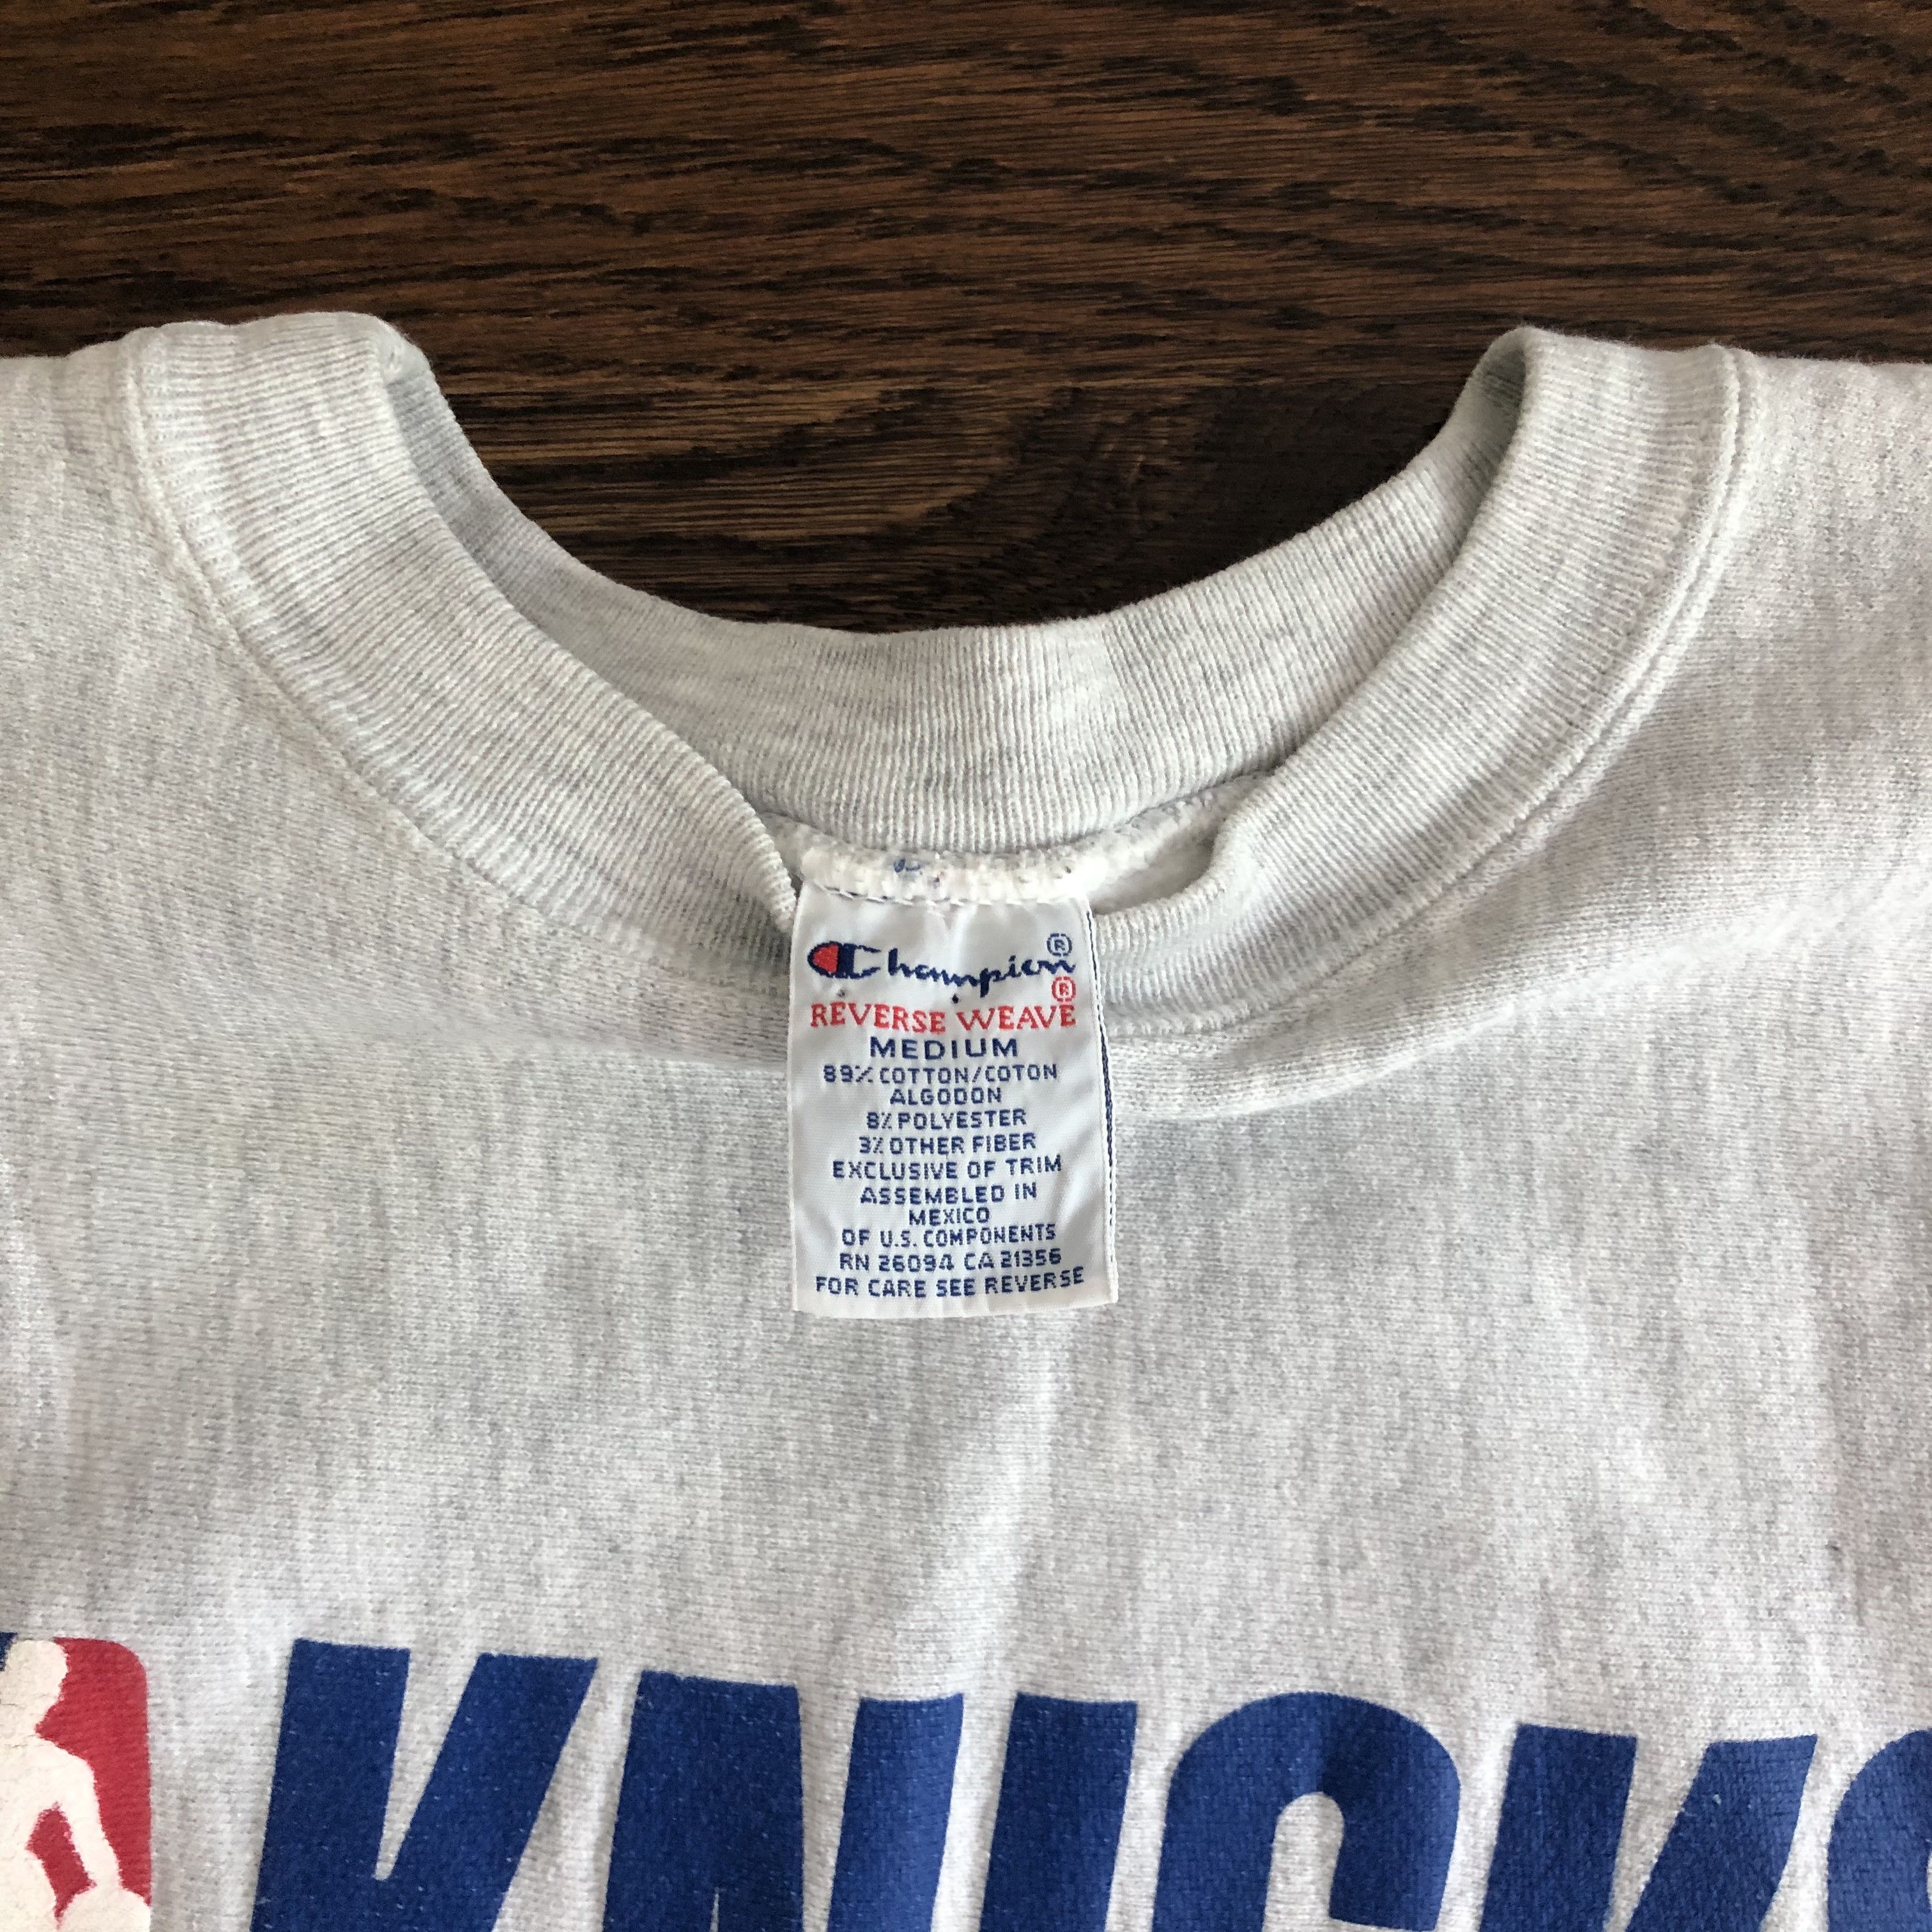 Champion®
REVERSE WEAVE®
MEDIUM
89% COTTON/COTON
ALGODON
8% POLYESTER
3% OTHER FIBER
EXCLUSIVE OF TRIM
ASSEMBLED IN
MEXICO
OF U.S. COMPONENTS
RN 26094 CA 21356
FOR CARE SEE REVERSE
KNICKS